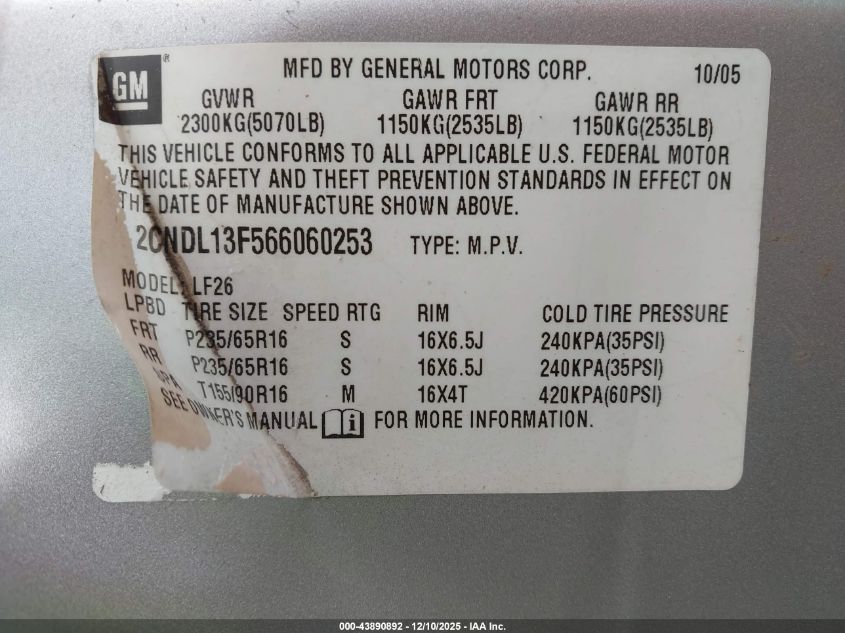 GM ®
MFD BY GENERAL MOTORS CORP. 10/05
GVWR GAWR FRT GAWR RR
2300KG(5070LB) 1150KG(2535LB) 1150KG(2535LB)
THIS VEHICLE CONFORMS TO ALL APPLICABLE U.S. FEDERAL MOTOR
VEHICLE SAFETY AND THEFT PREVENTION STANDARDS IN EFFECT ON
THE DATE OF MANUFACTURE SHOWN ABOVE.
2CNDL13F566060253 TYPE: M.P.V.
MODEL: LF26
LPBD TIRE SIZE SPEED RTG RIM COLD TIRE PRESSURE
FRT P235/65R16 S 16X6.5J 240KPA(35PSI)
RR P235/65R16 S 16X6.5J 240KPA(35PSI)
T155/90R16 M 16X4T 420KPA(60PSI)
SEE OWNER'S MANUAL FOR MORE INFORMATION.
000-43890892 - 12/10/2025 - IAA Inc.